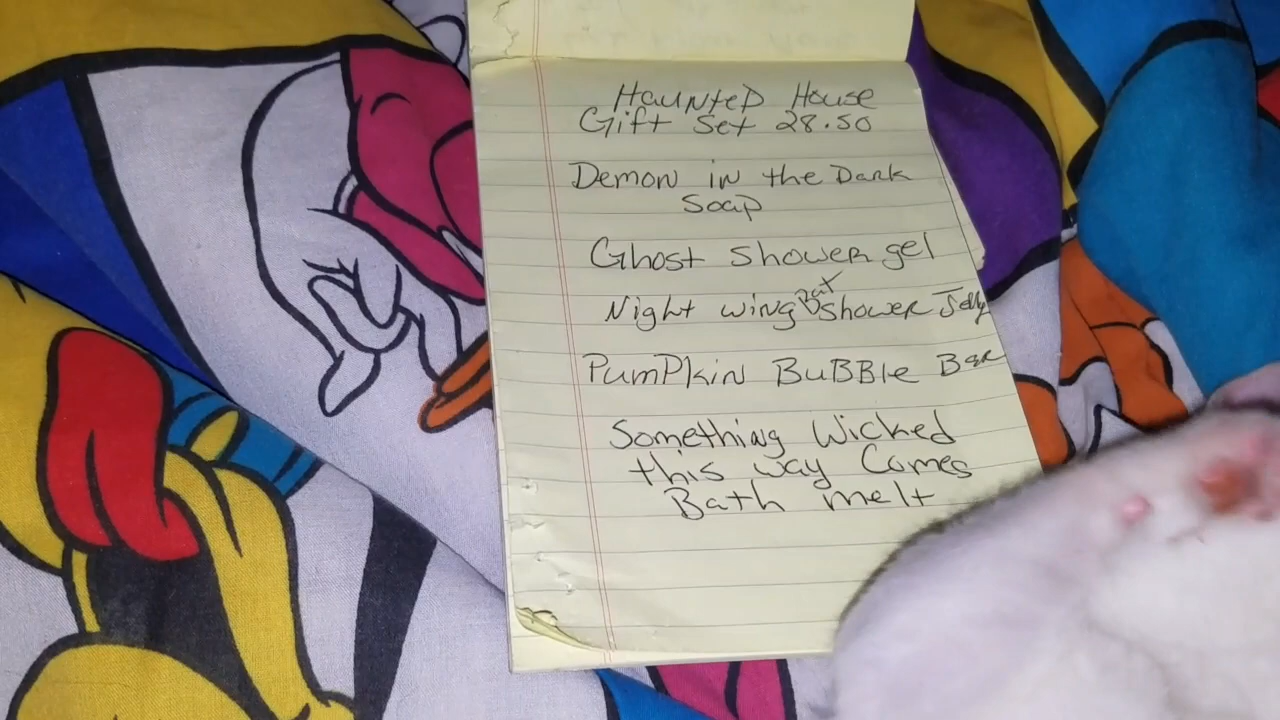 Haunted House
Gift Set 28.50
Demon in the Dark
Soap
Ghost shower gel
Night wing Bat shower Jelly
Pumpkin Bubble Bar
Something Wicked
this way Comes
Bath melt